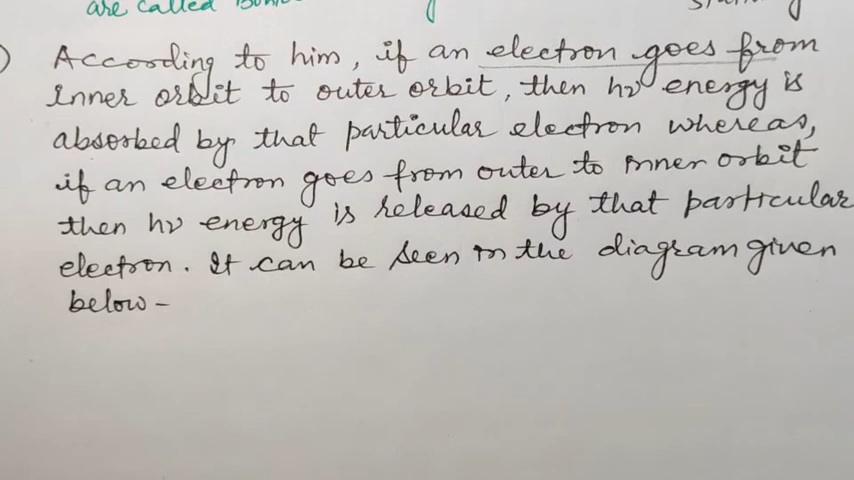 are called
) According to him, if an electron goes from
inner orbit to outer orbit, then hν energy is
absorbed by that particular electron whereas,
if an electron goes from outer to inner orbit
then hν energy is released by that particular
electron. It can be seen in the diagram given
below -